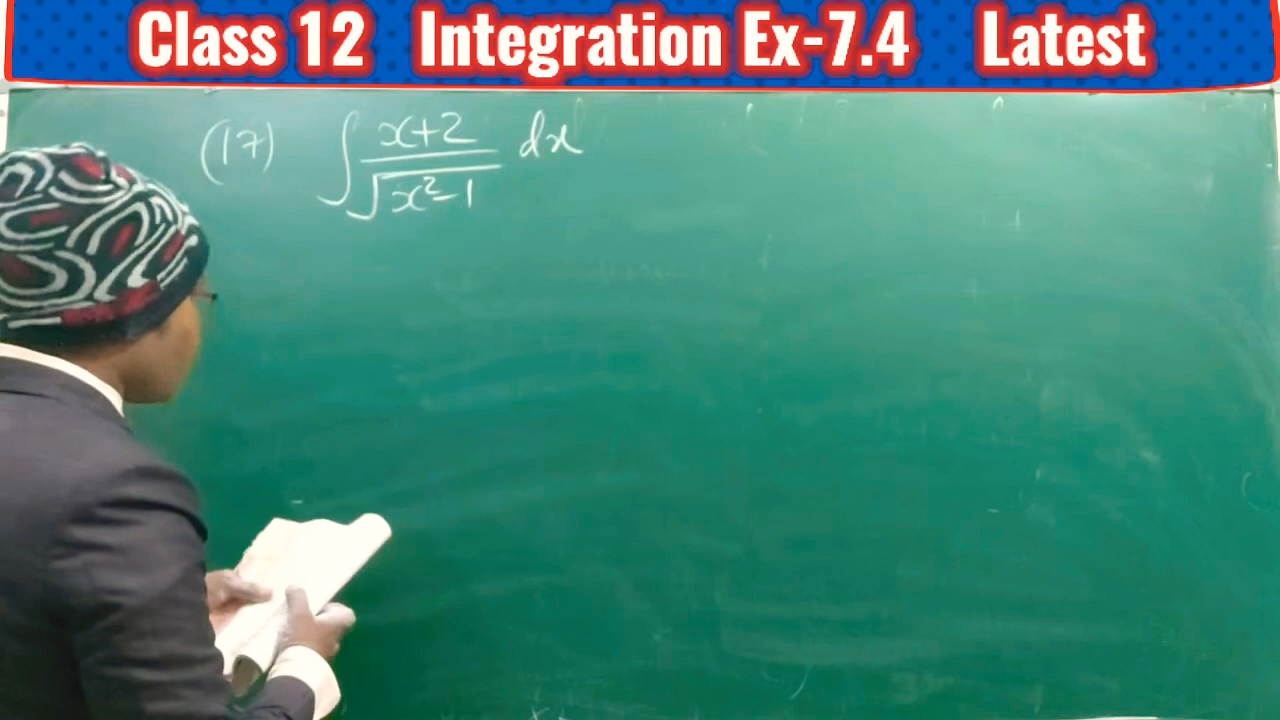 Class 12 Integration Ex-7.4 Latest
(17) ∫ x+2 / √x²-1 dx